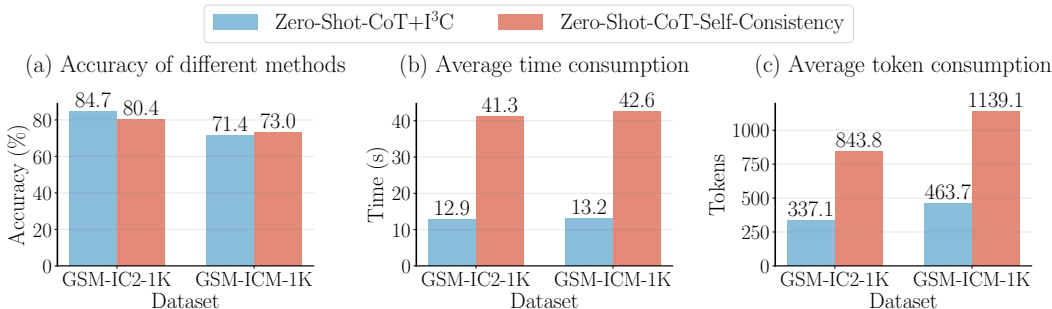 Zero-Shot-CoT+I³C
Zero-Shot-CoT-Self-Consistency
(a) Accuracy of different methods
84.7
80.4
71.4
73.0
80
60
40
20
0
Accuracy (%)
GSM-IC2-1K
GSM-ICM-1K
Dataset
(b) Average time consumption
41.3
42.6
12.9
13.2
40
30
20
10
0
Time (s)
GSM-IC2-1K
GSM-ICM-1K
Dataset
(c) Average token consumption
1139.1
843.8
463.7
337.1
1000
750
500
250
0
Tokens
GSM-IC2-1K
GSM-ICM-1K
Dataset